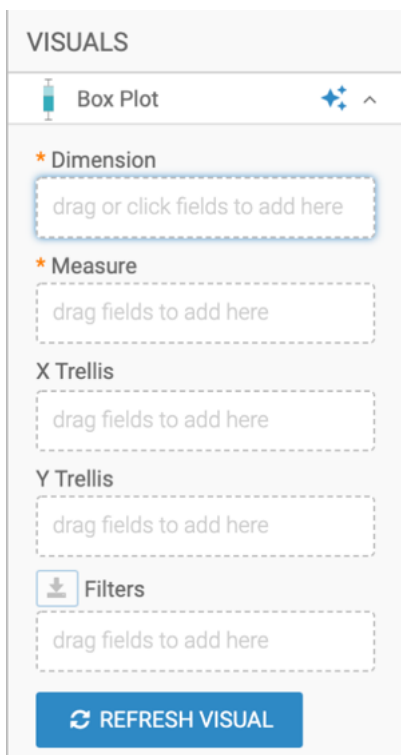 VISUALS
Box Plot
* Dimension
drag or click fields to add here
* Measure
drag fields to add here
X Trellis
drag fields to add here
Y Trellis
drag fields to add here
Filters
drag fields to add here
REFRESH VISUAL